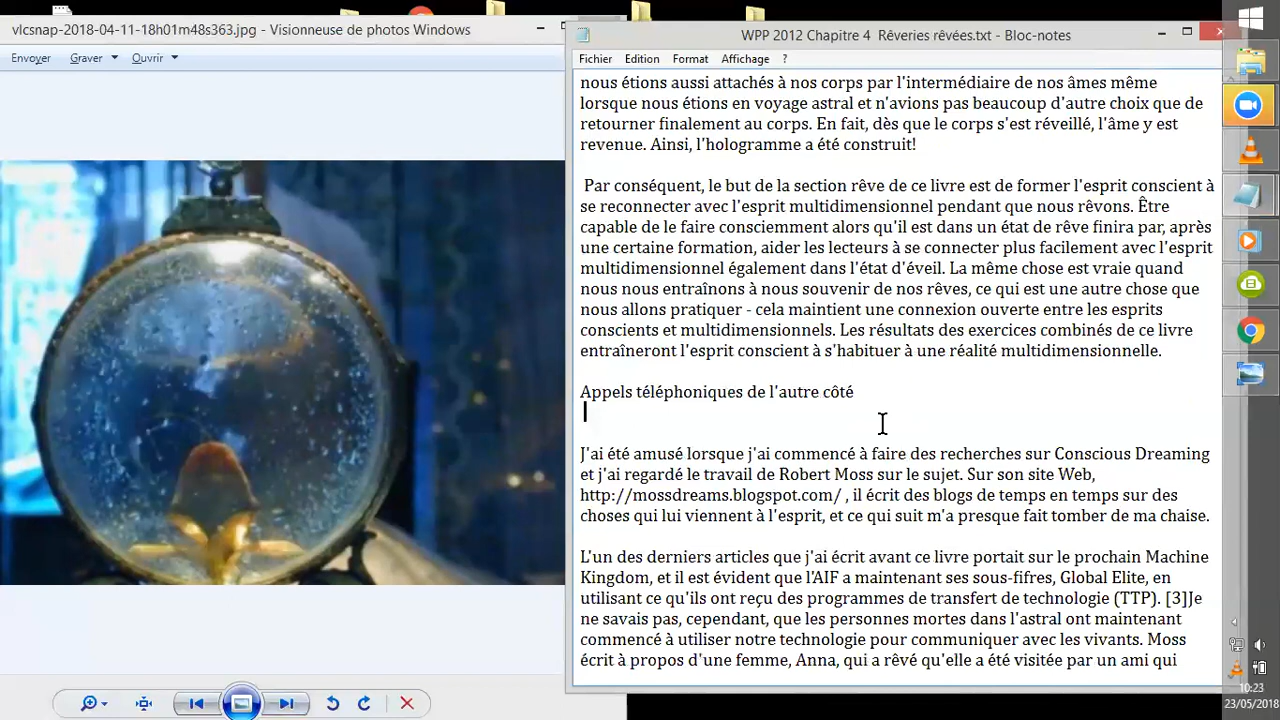 vlcsnap-2018-04-11-18h01m48s363.jpg - Visionneuse de photos Windows
Envoyer Graver Ouvrir
WPP 2012 Chapitre 4 Rêveries rêvées.txt - Bloc-notes
Fichier Edition Format Affichage ?
nous étions aussi attachés à nos corps par l'intermédiaire de nos âmes même
lorsque nous étions en voyage astral et n'avions pas beaucoup d'autre choix que de
retourner finalement au corps. En fait, dès que le corps s'est réveillé, l'âme y est
revenue. Ainsi, l'hologramme a été construit!
Par conséquent, le but de la section rêve de ce livre est de former l'esprit conscient à
se reconnecter avec l'esprit multidimensionnel pendant que nous rêvons. Être
capable de le faire consciemment alors qu'il est dans un état de rêve finira par, après
une certaine formation, aider les lecteurs à se connecter plus facilement avec l'esprit
multidimensionnel également dans l'état d'éveil. La même chose est vraie quand
nous nous entraînons à nous souvenir de nos rêves, ce qui est une autre chose que
nous allons pratiquer - cela maintient une connexion ouverte entre les esprits
conscients et multidimensionnels. Les résultats des exercices combinés de ce livre
entraîneront l'esprit conscient à s'habituer à une réalité multidimensionnelle.
Appels téléphoniques de l'autre côté
J'ai été amusé lorsque j'ai commencé à faire des recherches sur Conscious Dreaming
et j'ai regardé le travail de Robert Moss sur le sujet. Sur son site Web,
http://mossdreams.blogspot.com/ , il écrit des blogs de temps en temps sur des
choses qui lui viennent à l'esprit, et ce qui suit m'a presque fait tomber de ma chaise.
L'un des derniers articles que j'ai écrit avant ce livre portait sur le prochain Machine
Kingdom, et il est évident que l'AIF a maintenant ses sous-fifres, Global Elite, en
utilisant ce qu'ils ont reçu des programmes de transfert de technologie (TTP). [3]Je
ne savais pas, cependant, que les personnes mortes dans l'astral ont maintenant
commencé à utiliser notre technologie pour communiquer avec les vivants. Moss
écrit à propos d'une femme, Anna, qui a rêvé qu'elle a été visitée par un ami qui
10:23
23/05/2018